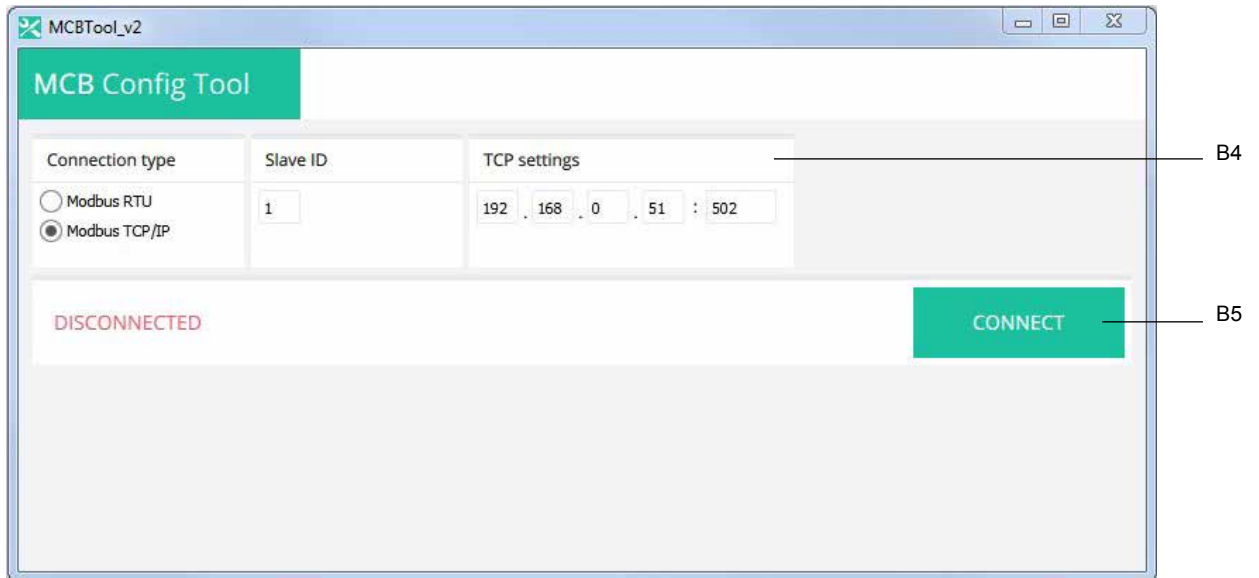 MCBTool_v2
MCB Config Tool
Connection type
Slave ID
TCP settings
B4
Modbus RTU
1
192 . 168 . 0 . 51 : 502
Modbus TCP/IP
DISCONNECTED
CONNECT
B5